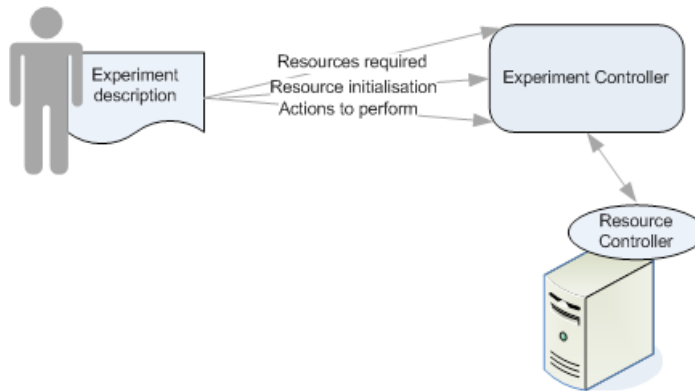 Experiment
description
Resources required
Resource initialisation
Actions to perform
Experiment Controller
Resource
Controller